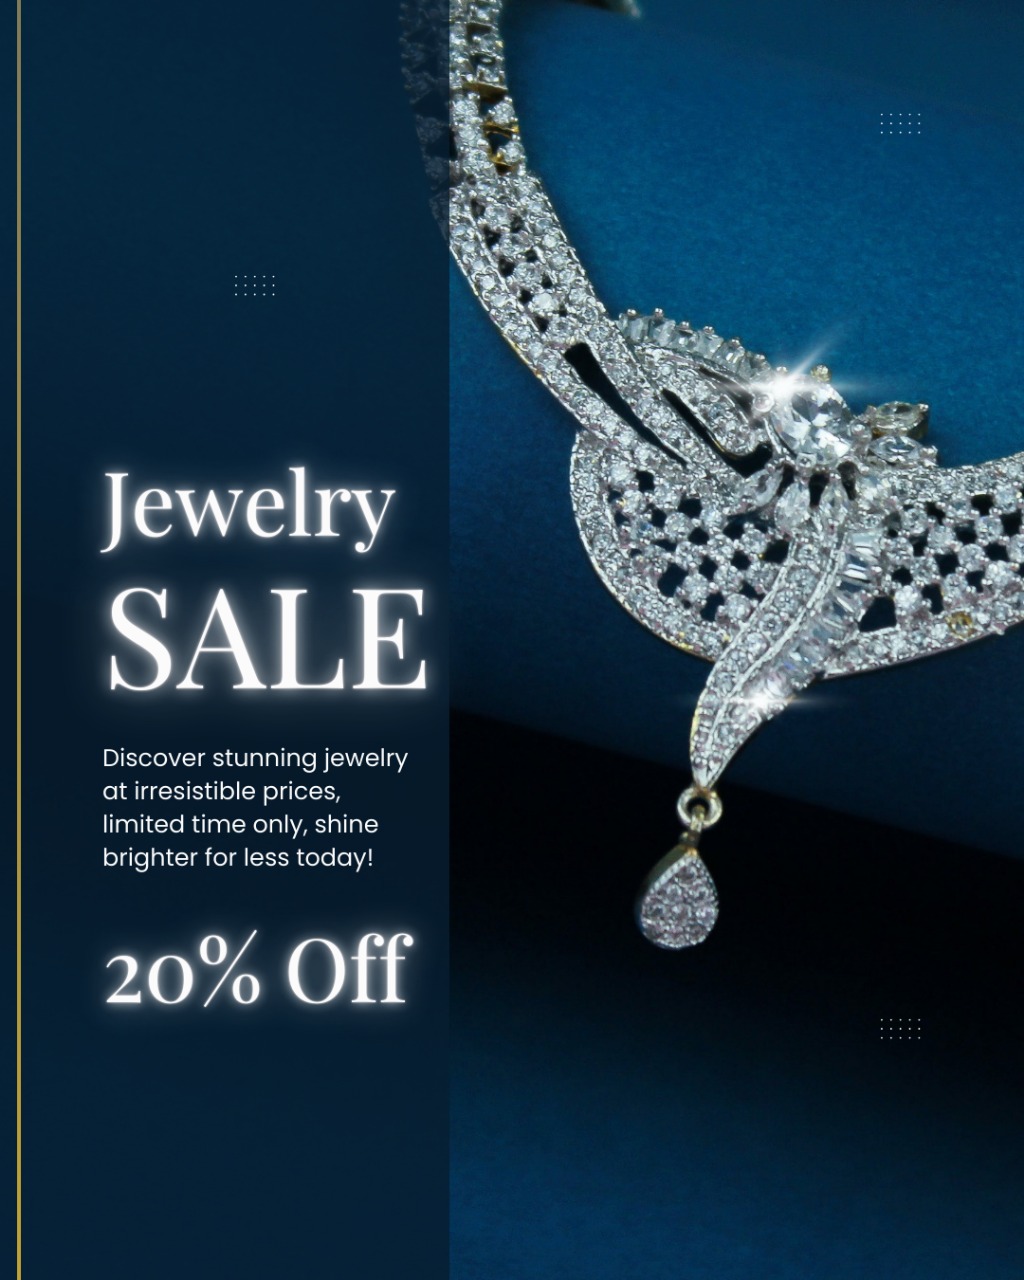 Jewelry
SALE
Discover stunning jewelry
at irresistible prices,
limited time only, shine
brighter for less today!
20% Off